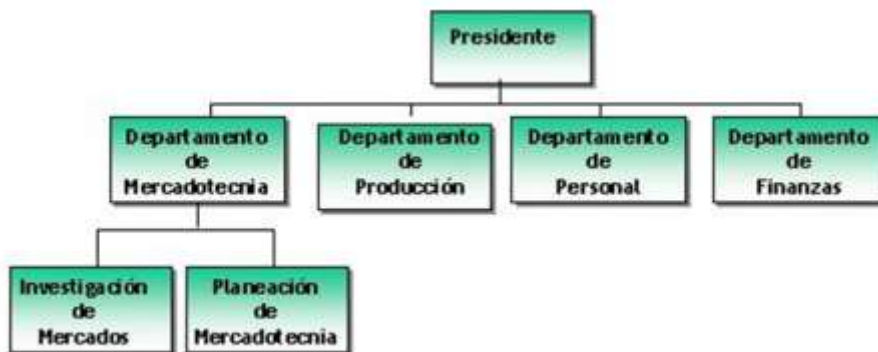 Presidente
Departamento
de
Mercadotecnia
Departamento
de
Producción
Departamento
de
Personal
Departamento
de
Finanzas
Investigación
de
Mercados
Planeación
de
Mercadotecnia